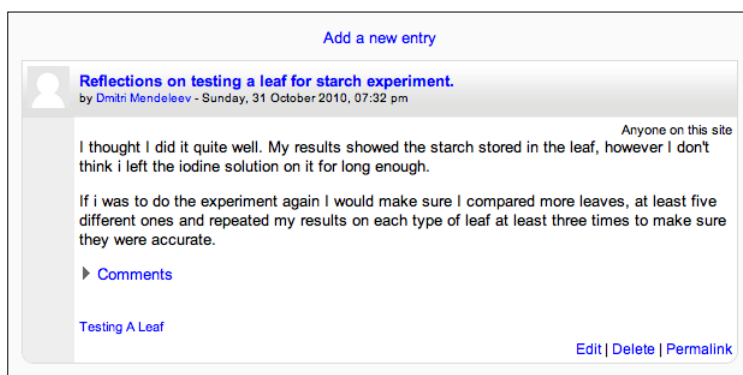 Add a new entry
Reflections on testing a leaf for starch experiment.
by Dmitri Mendeleev - Sunday, 31 October 2010, 07:32 pm
Anyone on this site
I thought I did it quite well. My results showed the starch stored in the leaf, however I don't
think i left the iodine solution on it for long enough.
If i was to do the experiment again I would make sure I compared more leaves, at least five
different ones and repeated my results on each type of leaf at least three times to make sure
they were accurate.
Comments
Testing A Leaf
Edit | Delete | Permalink